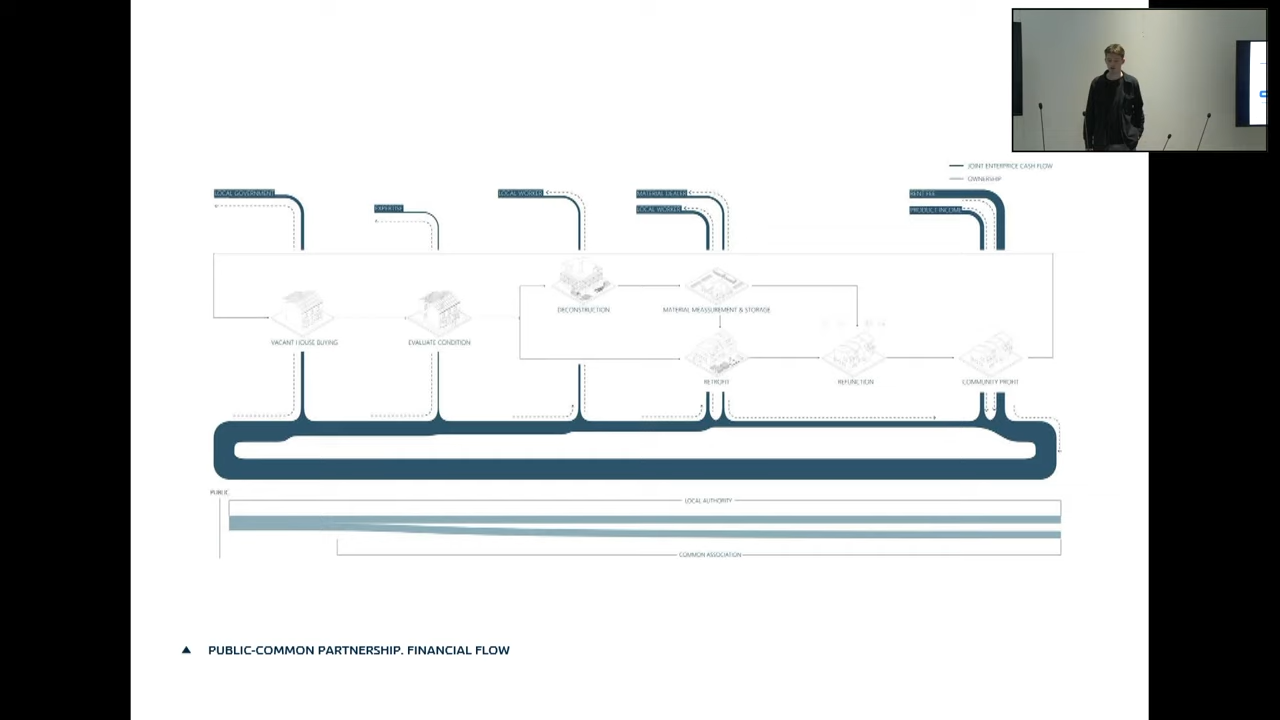 JOINT ENTERPRICE CASH FLOW
OWNERSHIP
LOCAL GOVERNMENT
EXPERTISE
LOCAL WORKER
MATERIAL DEALER
LOCAL WORKER
RENT FEE
PRODUCT INCOME
DECONSTRUCTION
MATERIAL MEASSUREMENT & STORAGE
VACANT HOUSE BUYING
EVALUATE CONDITION
RETROFIT
REFUNCTION
COMMUNITY PROFIT
PUBLIC
LOCAL AUTHORITY
COMMON ASSOCIATION
PUBLIC-COMMON PARTNERSHIP. FINANCIAL FLOW